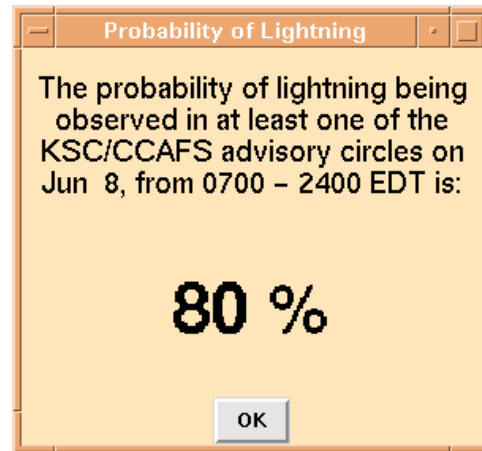 Probability of Lightning
The probability of lightning being
observed in at least one of the
KSC/CCAFS advisory circles on
Jun  8, from 0700 – 2400 EDT is:
80 %
OK